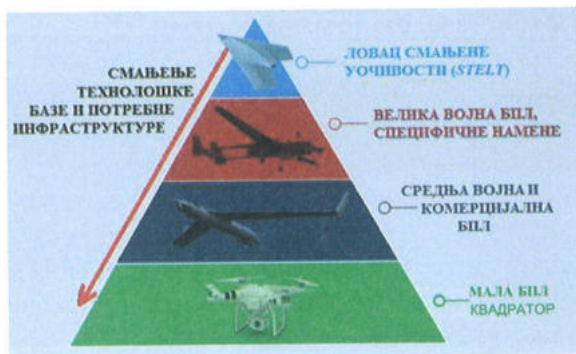 СМАЊЕЊЕ
ТЕХНОЛОШКЕ
БАЗЕ И ПОТРЕБНЕ
ИНФРАСТРУКТУРЕ
ЛОВАЦ СМАЊЕНЕ
УОЧИВОСТИ (STELT)
ВЕЛИКА ВОЈНА БПЛ,
СПЕЦИФИЧНЕ НАМЕНЕ
СРЕДЊА ВОЈНА И
КОМЕРЦИЈАЛНА
БПЛ
МАЛА БПЛ
КВАДРАТОР